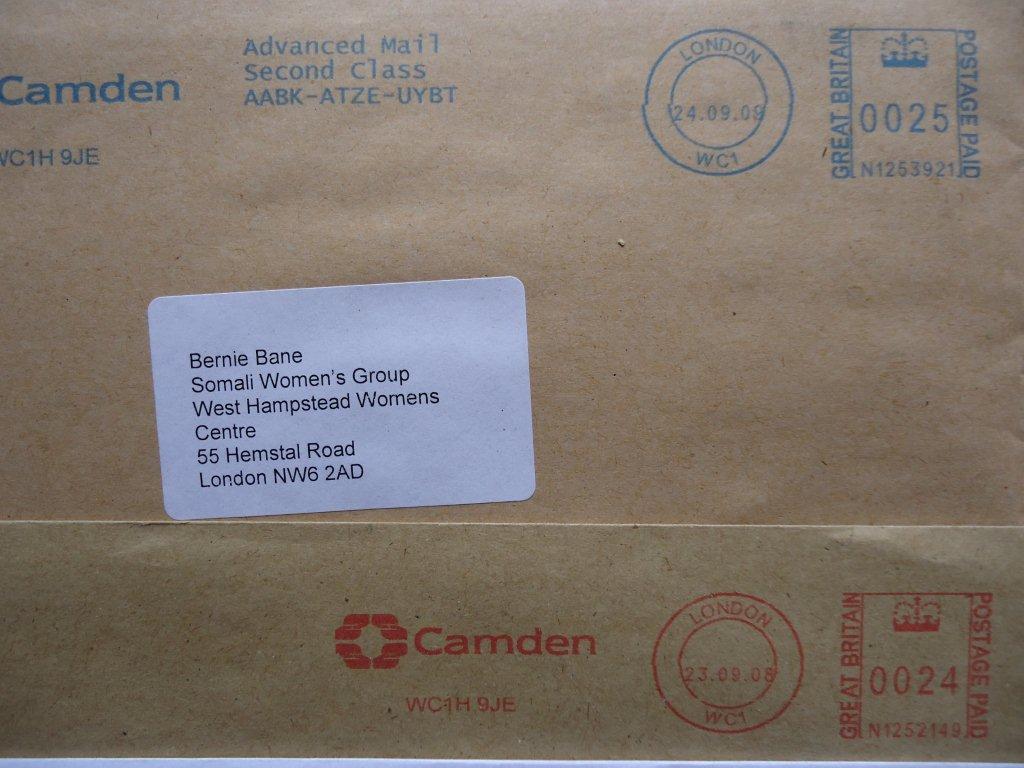 Camden
Advanced Mail
Second Class
AABK-ATZE-UYBT
WC1H 9JE
LONDON
24.09.09
WC1
GREAT BRITAIN
0025
N1253921
POSTAGE PAID
Bernie Bane
Somali Women's Group
West Hampstead Womens
Centre
55 Hemstal Road
London NW6 2AD
Camden
WC1H 9JE
LONDON
23.09.08
WC1
GREAT BRITAIN
0024
N1252149
POSTAGE PAID